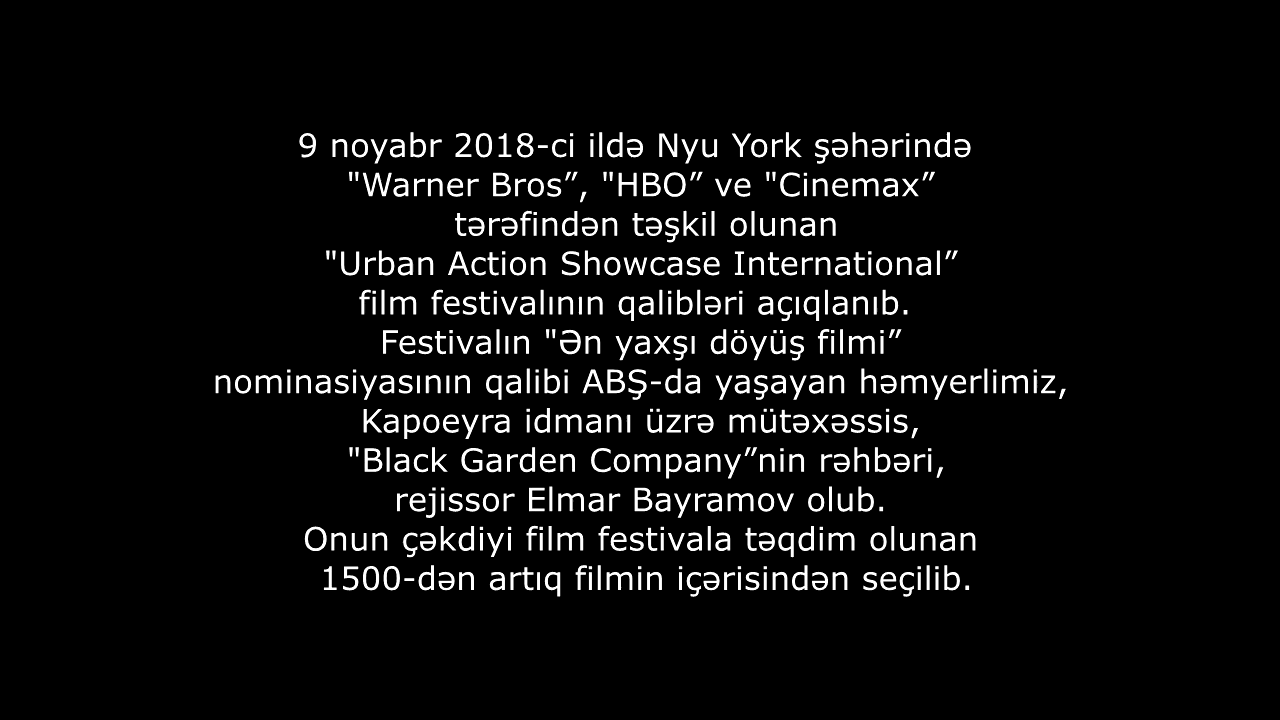 9 noyabr 2018-ci ildə Nyu York şəhərində
"Warner Bros”, "HBO” ve "Cinemax”
tərəfindən təşkil olunan
"Urban Action Showcase International”
film festivalının qalibləri açıqlanıb.
Festivalın "Ən yaxşı döyüş filmi”
nominasiyasının qalibi ABŞ-da yaşayan həmyerlimiz,
Kapoeyra idmanı üzrə mütəxəssis,
"Black Garden Company”nin rəhbəri,
rejissor Elmar Bayramov olub.
Onun çəkdiyi film festivala təqdim olunan
1500-dən artıq filmin içərisindən seçilib.